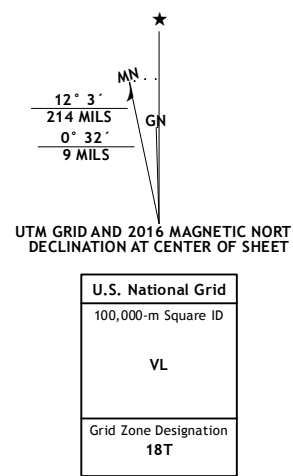 ★
MN
GN
12° 3´
214 MILS
0° 32´
9 MILS
UTM GRID AND 2016 MAGNETIC NORT
DECLINATION AT CENTER OF SHEET
U.S. National Grid
100,000-m Square ID
VL
Grid Zone Designation
18T